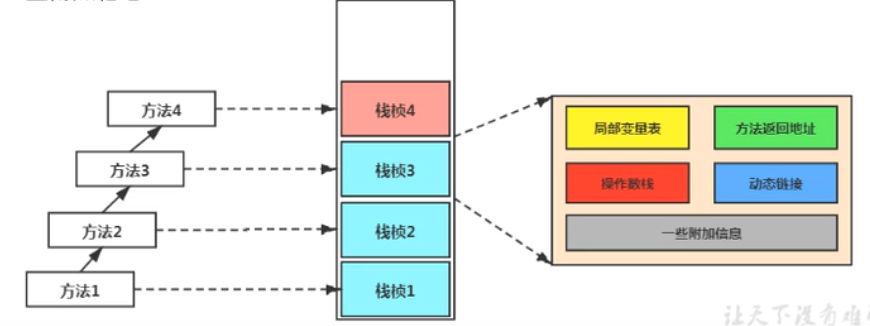 方法4
方法3
方法2
方法1
栈桢4
栈桢3
栈桢2
栈桢1
局部变量表
方法返回地址
操作数栈
动态链接
一些附加信息
让天下没有难